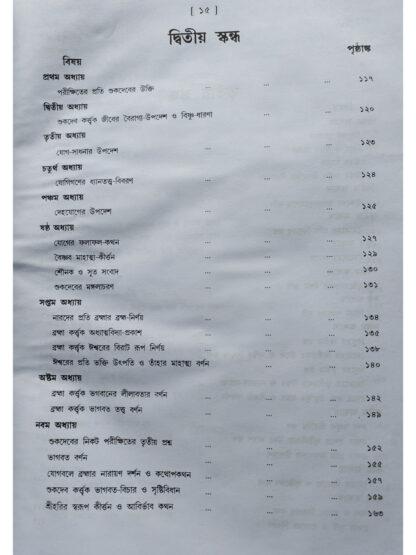 [ ১৫ ]
দ্বিতীয় স্কন্ধ
বিষয় পৃষ্ঠাঙ্ক
প্রথম অধ্যায়
পরীক্ষিতের প্রতি শুকদেবের উক্তি ... ... ১১৭
দ্বিতীয় অধ্যায়
শুকদেব কর্ত্তৃক জীবের বৈরাগ্য-উপদেশ ও বিষ্ণু-ধারণা ... ১২০
তৃতীয় অধ্যায়
যোগ-সাধনার উপদেশ ... ... ১২৩
চতুর্থ অধ্যায়
যোগিগণের ধ্যানতত্ত্ব-বিবরণ ... ... ১২৪
পঞ্চম অধ্যায়
দেহযোগের উপদেশ ... ... ১২৫
ষষ্ঠ অধ্যায়
যোগের ফলাফল-কথন ... ... ১২৭
বৈষ্ণব মাহাত্ম্য-কীর্ত্তন ... ... ১২৯
শৌনক ও সূত সংবাদ ... ... ১৩০
শুকদেবের মঙ্গলাচরণ ... ... ১৩১
সপ্তম অধ্যায়
নারদের প্রতি ব্রহ্মার ব্রহ্ম-নির্ণয় ... ... ১৩৪
ব্রহ্মা কর্ত্তৃক অধ্যাত্মবিদ্যা-প্রকাশ ... ... ১৩৫
ব্রহ্মা কর্ত্তৃক ঈশ্বরের বিরাট রূপ নির্ণয় ... ... ১৩৮
ঈশ্বরের প্রতি ভক্তি উৎপতি ও তাঁহার মাহাত্ম্য বর্ণন ... ... ১৪০
অষ্টম অধ্যায়
ব্রহ্মা কর্ত্তৃক ভগবানের লীলাবতার বর্ণন ... ... ১৪২
ব্রহ্মা কর্ত্তৃক ভাগবত তত্ত্ব বর্ণন ... ... ১৪৯
নবম অধ্যায়
শুকদেবের নিকট পরীক্ষিতের তৃতীয় প্রশ্ন ... ... ১৫২
ভাগবত বর্ণন ... ... ১৫৫
যোগবলে ব্রহ্মার নারায়ণ দর্শন ও কথোপকথন ... ... ১৫৭
শুকদেব কর্ত্তৃক ভাগবত-বিচার ও সৃষ্টিবিধান ... ... ১৫৯
শ্রীহরির স্বরূপ কীর্ত্তন ও আবির্ভাব কথন ... ... ১৬৩